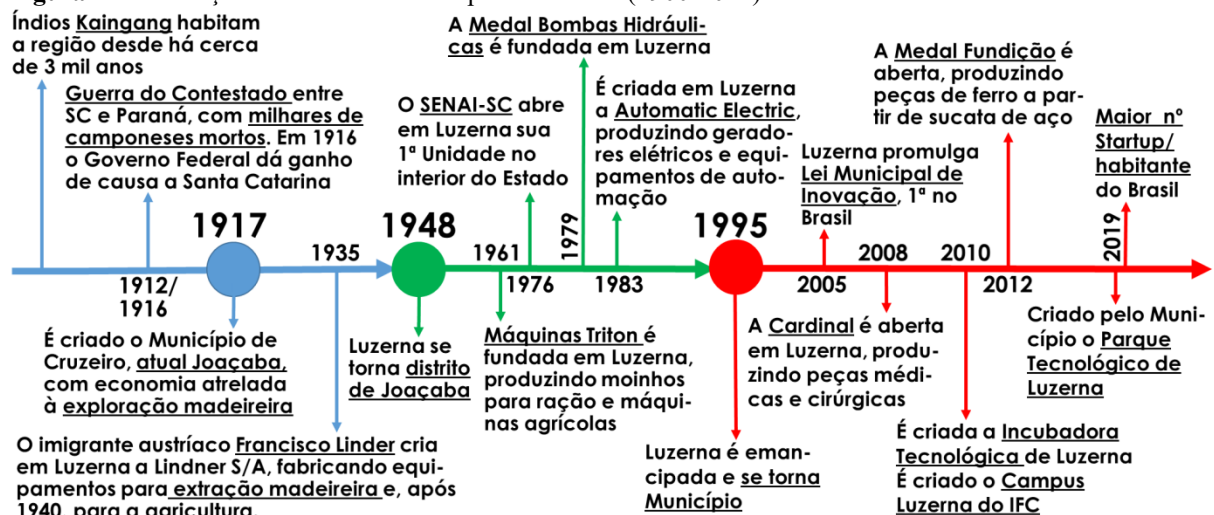 Índios Kaingang habitam
a região desde há cerca
de 3 mil anos
Guerra do Contestado entre
SC e Paraná, com milhares de
camponeses mortos. Em 1916
o Governo Federal dá ganho
de causa a Santa Catarina
A Medal Bombas Hidráuli-
cas é fundada em Luzerna
O SENAI-SC abre
em Luzerna sua
1ª Unidade no
interior do Estado
É criada em Luzerna
a Automatic Electric,
produzindo gerado-
res elétricos e equi-
pamentos de auto-
mação
Luzerna promulga
Lei Municipal de
Inovação, 1ª no
Brasil
A Medal Fundição é
aberta, produzindo
peças de ferro a par-
tir de sucata de aço
Maior nº
Startup/
habitante
do Brasil
1917
1935
1948
1961
1979
1995
2008
2010
2019
1912/
1916
1976
1983
2005
2012
É criado o Município de
Cruzeiro, atual Joaçaba,
com economia atrelada
à exploração madeireira
O imigrante austríaco Francisco Linder cria
em Luzerna a Lindner S/A, fabricando equi-
pamentos para extração madeireira e, após
1940, para a agricultura.
Luzerna se
torna distrito
de Joaçaba
Máquinas Triton é
fundada em Luzerna,
produzindo moinhos
para ração e máqui-
nas agrícolas
Luzerna é eman-
cipada e se torna
Município
A Cardinal é aberta
em Luzerna, produ-
zindo peças médi-
cas e cirúrgicas
É criada a Incubadora
Tecnológica de Luzerna
É criado o Campus
Luzerna do IFC
Criado pelo Muni-
cípio o Parque
Tecnológico de
Luzerna